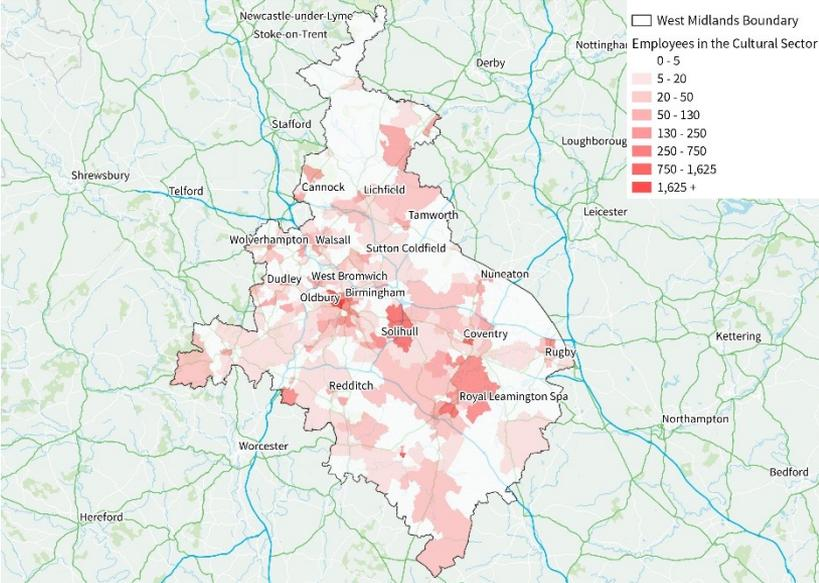 West Midlands Boundary
Employees in the Cultural Sector
0 - 5
5 - 20
20 - 50
50 - 130
130 - 250
250 - 750
750 - 1,625
1,625 +
Newcastle-under-Lyme
Stoke-on-Trent
Nottinghar
Derby
Stafford
Loughboroug
Shrewsbury
Telford
Cannock
Lichfield
Tamworth
Leicester
Wolverhampton
Walsall
Sutton Coldfield
Dudley
West Bromwich
Nuneaton
Oldbury
Birmingham
Solihull
Coventry
Kettering
Rugby
Redditch
Royal Leamington Spa
Northampton
Worcester
Bedford
Hereford